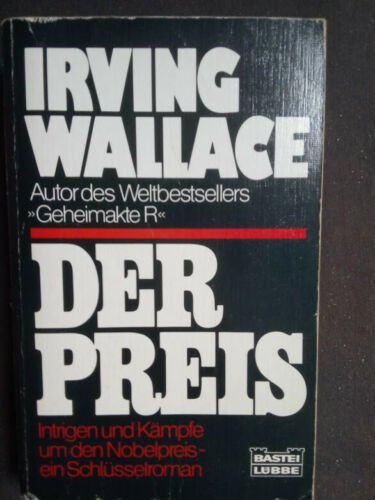 IRVING
WALLACE
Autor des Weltbestsellers
»Geheimakte R«
DER
PREIS
Intrigen und Kämpfe
um den Nobelpreis-
ein Schlüsselroman
BASTEI
LÜBBE